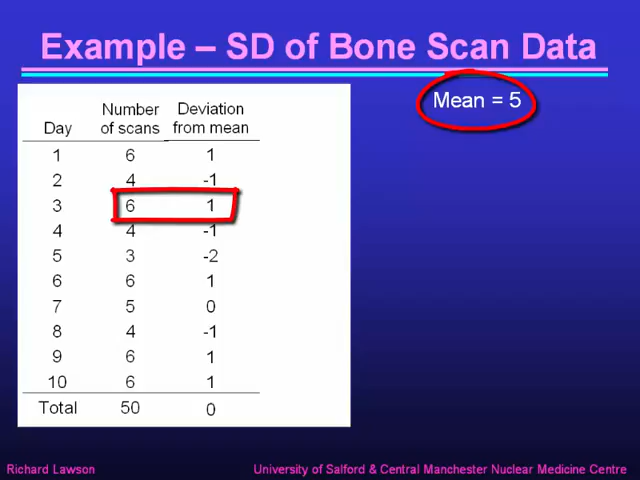 Example – SD of Bone Scan Data
Mean = 5
Day Number of scans Deviation from mean
1 6 1
2 4 -1
3 6 1
4 4 -1
5 3 -2
6 6 1
7 5 0
8 4 -1
9 6 1
10 6 1
Total 50 0
Richard Lawson University of Salford & Central Manchester Nuclear Medicine Centre